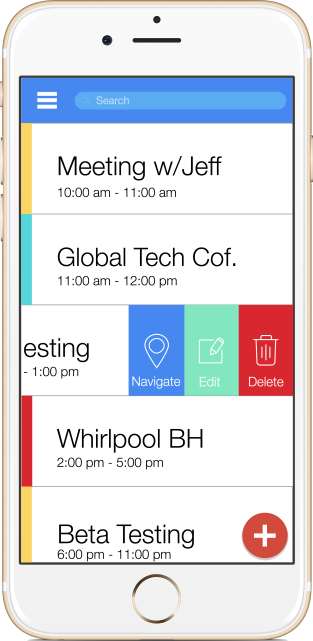 Search
Meeting w/Jeff
10:00 am - 11:00 am
Global Tech Cof.
11:00 am - 12:00 pm
esting
- 1:00 pm
Navigate
Edit
Delete
Whirlpool BH
2:00 pm - 5:00 pm
Beta Testing
6:00 pm - 11:00 pm